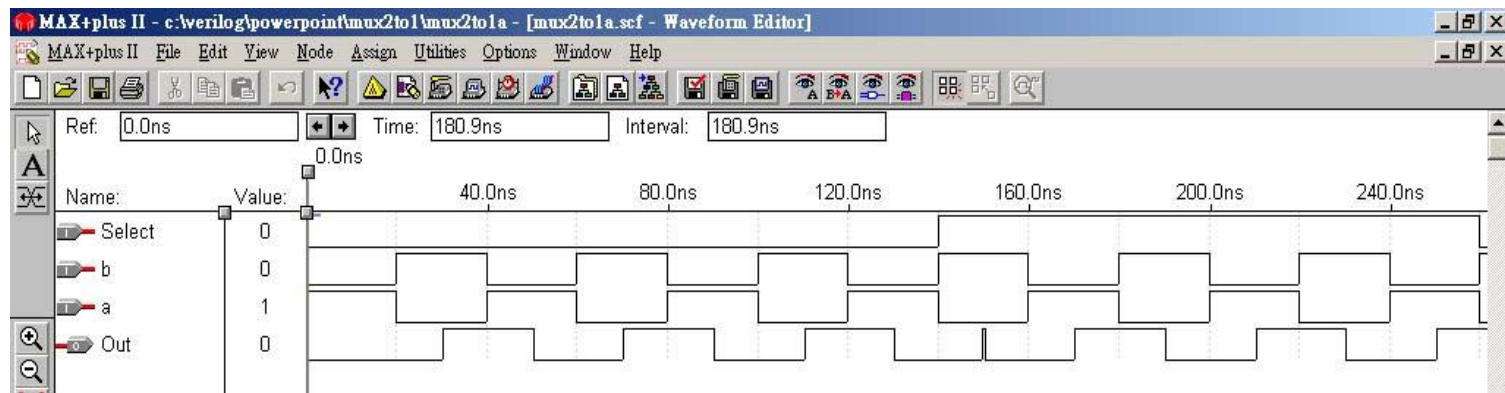 MAX+plus II - c:\verilog\powerpoint\mux2to1\mux2to1a - [mux2to1a.scf - Waveform Editor]
MAX+plus II File Edit View Node Assign Utilities Options Window Help
Ref: 0.0ns Time: 180.9ns Interval: 180.9ns
0.0ns
Name: Value: 40.0ns 80.0ns 120.0ns 160.0ns 200.0ns 240.0ns
Select 0
b 0
a 1
Out 0